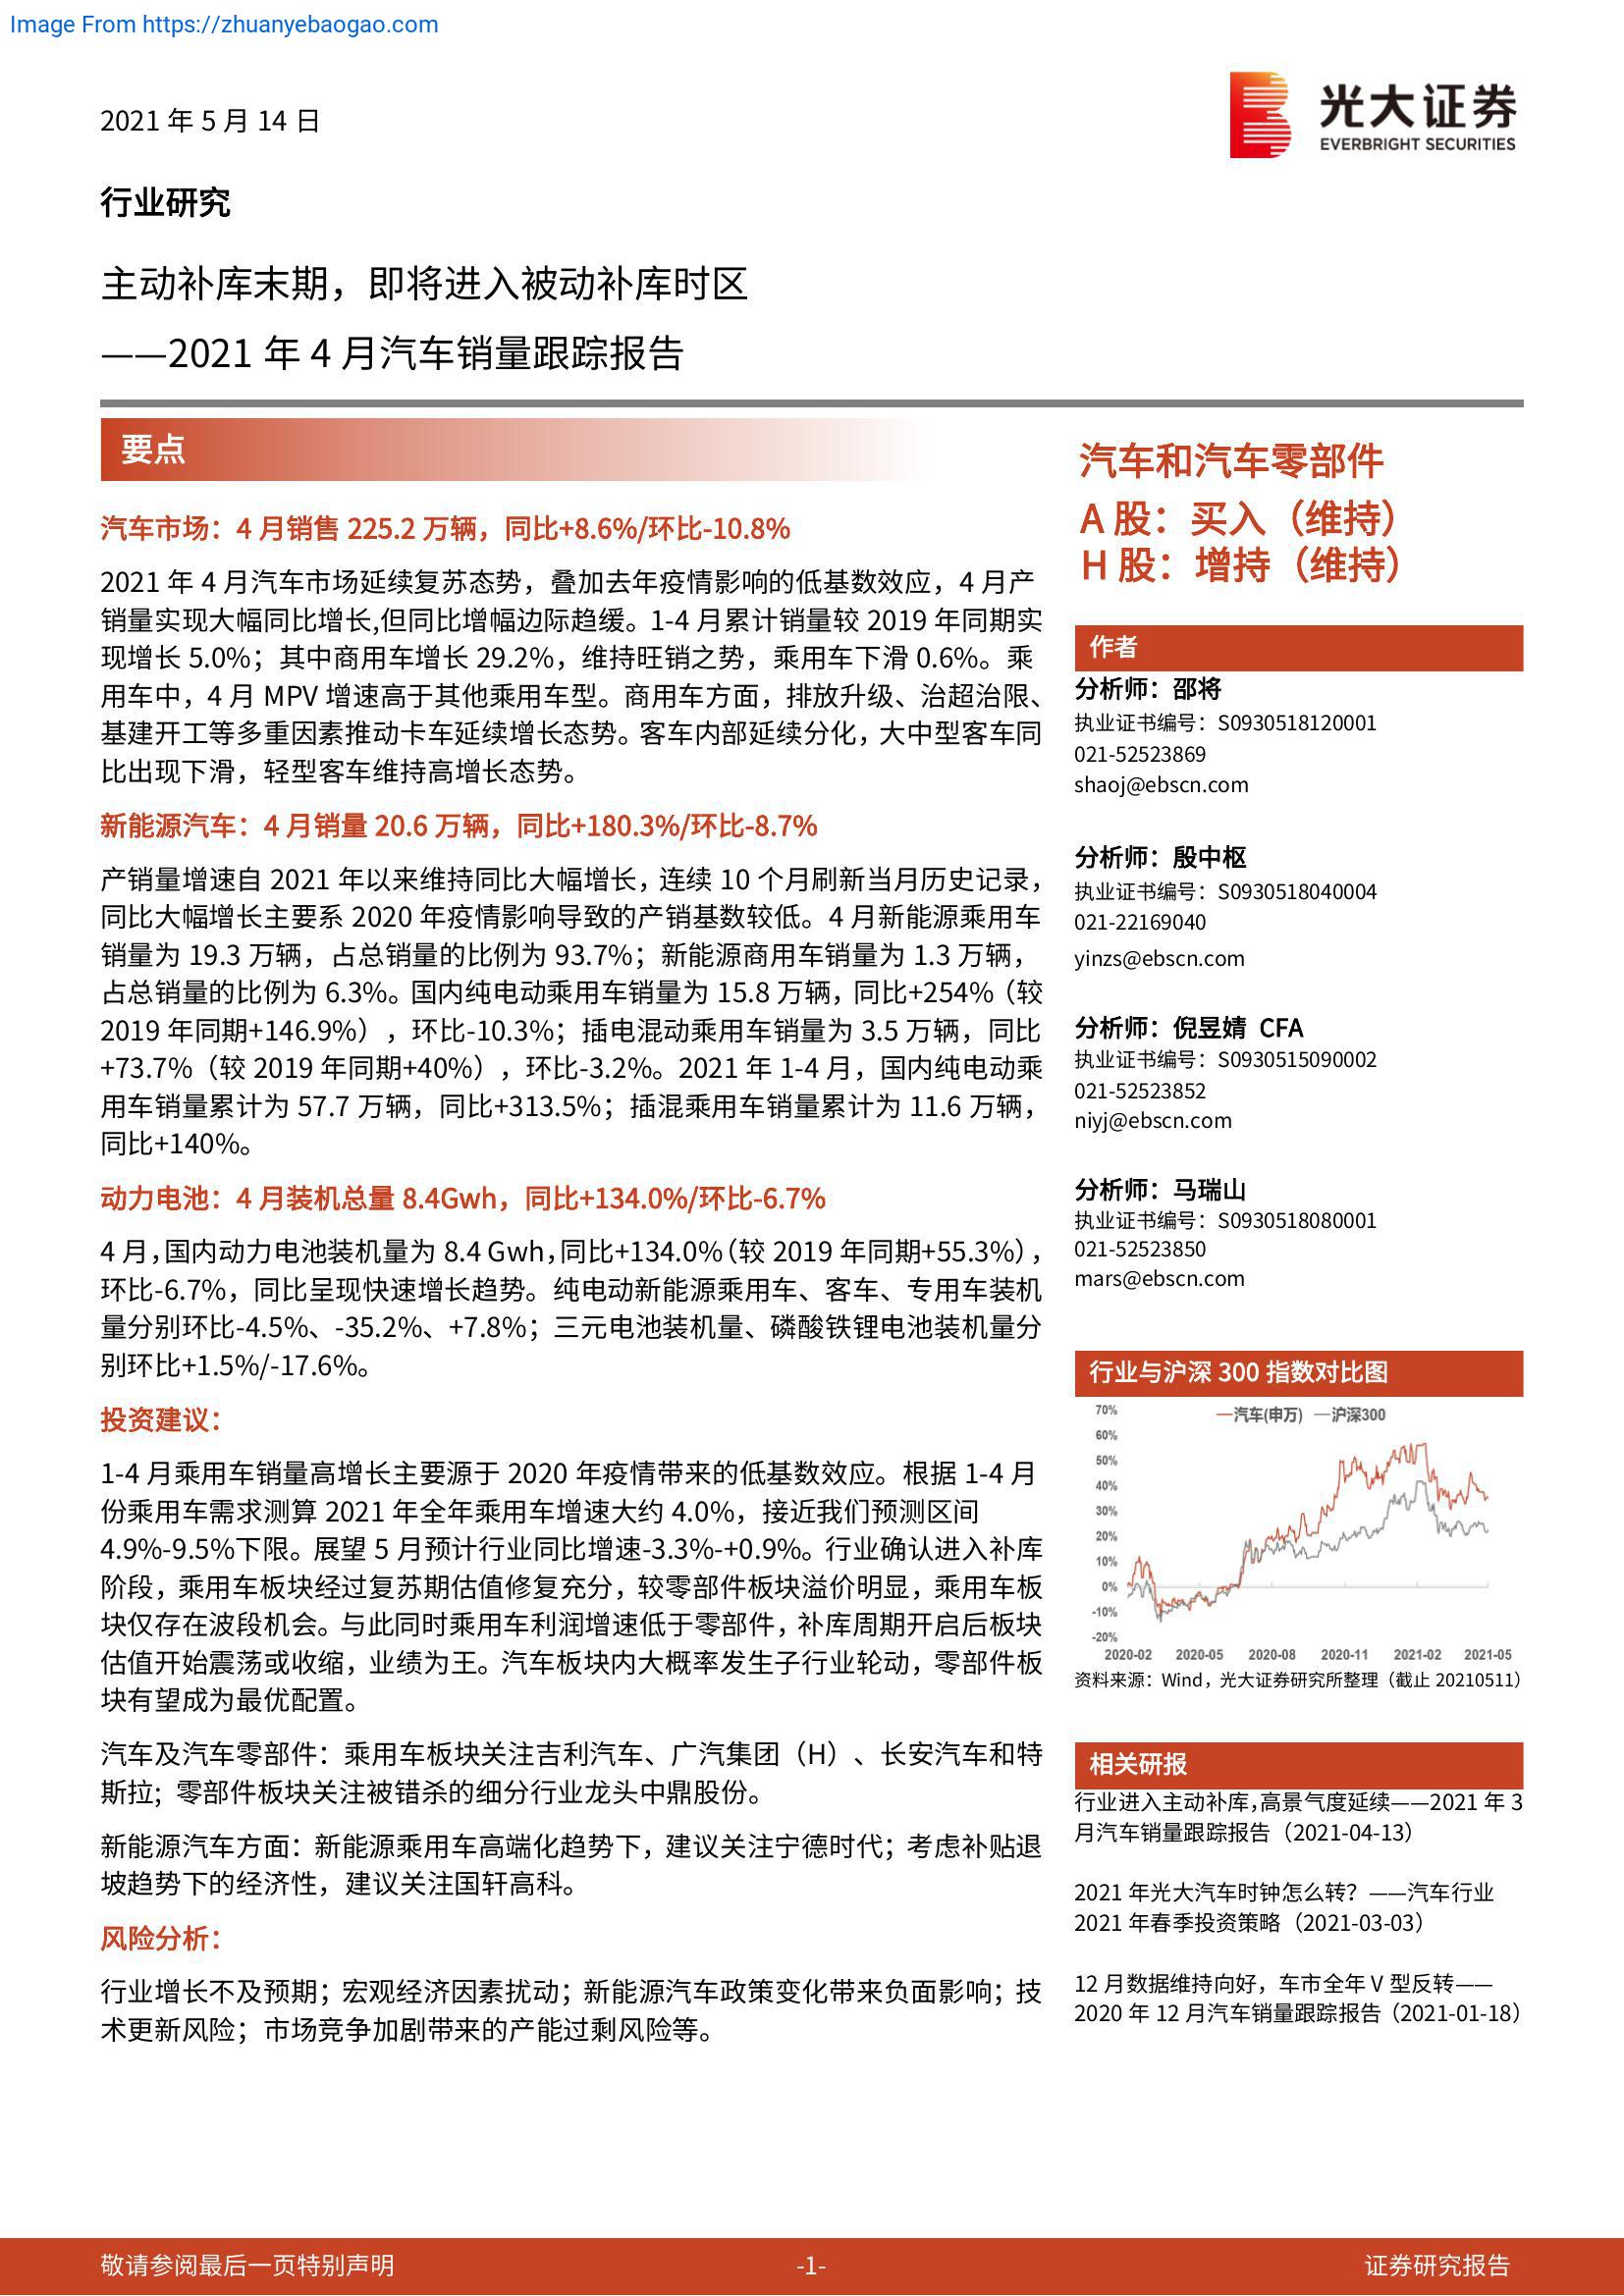 Image From https://zhuanyebaogao.com
2021 年 5 月 14 日
光大证券
EVERBRIGHT SECURITIES
行业研究
主动补库末期，即将进入被动补库时区
——2021 年 4 月汽车销量跟踪报告
要点
汽车市场：4 月销售 225.2 万辆，同比+8.6%/环比-10.8%
2021 年 4 月汽车市场延续复苏态势，叠加去年疫情影响的低基数效应，4 月产
销量实现大幅同比增长,但同比增幅边际趋缓。1-4 月累计销量较 2019 年同期实
现增长 5.0%；其中商用车增长 29.2%，维持旺销之势，乘用车下滑 0.6%。乘
用车中，4 月 MPV 增速高于其他乘用车型。商用车方面，排放升级、治超治限、
基建开工等多重因素推动卡车延续增长态势。客车内部延续分化，大中型客车同
比出现下滑，轻型客车维持高增长态势。
新能源汽车：4 月销量 20.6 万辆，同比+180.3%/环比-8.7%
产销量增速自 2021 年以来维持同比大幅增长，连续 10 个月刷新当月历史记录，
同比大幅增长主要系 2020 年疫情影响导致的产销基数较低。4 月新能源乘用车
销量为 19.3 万辆，占总销量的比例为 93.7%；新能源商用车销量为 1.3 万辆，
占总销量的比例为 6.3%。国内纯电动乘用车销量为 15.8 万辆，同比+254%（较
2019 年同期+146.9%），环比-10.3%；插电混动乘用车销量为 3.5 万辆，同比
+73.7%（较 2019 年同期+40%），环比-3.2%。2021 年 1-4 月，国内纯电动乘
用车销量累计为 57.7 万辆，同比+313.5%；插混乘用车销量累计为 11.6 万辆，
同比+140%。
动力电池：4 月装机总量 8.4Gwh，同比+134.0%/环比-6.7%
4 月，国内动力电池装机量为 8.4 Gwh，同比+134.0%（较 2019 年同期+55.3%），
环比-6.7%，同比呈现快速增长趋势。纯电动新能源乘用车、客车、专用车装机
量分别环比-4.5%、-35.2%、+7.8%；三元电池装机量、磷酸铁锂电池装机量分
别环比+1.5%/-17.6%。
投资建议：
1-4 月乘用车销量高增长主要源于 2020 年疫情带来的低基数效应。根据 1-4 月
份乘用车需求测算 2021 年全年乘用车增速大约 4.0%，接近我们预测区间
4.9%-9.5%下限。展望 5 月预计行业同比增速-3.3%-+0.9%。行业确认进入补库
阶段，乘用车板块经过复苏期估值修复充分，较零部件板块溢价明显，乘用车板
块仅存在波段机会。与此同时乘用车利润增速低于零部件，补库周期开启后板块
估值开始震荡或收缩，业绩为王。汽车板块内大概率发生子行业轮动，零部件板
块有望成为最优配置。
汽车及汽车零部件：乘用车板块关注吉利汽车、广汽集团（H）、长安汽车和特
斯拉; 零部件板块关注被错杀的细分行业龙头中鼎股份。
新能源汽车方面：新能源乘用车高端化趋势下，建议关注宁德时代；考虑补贴退
坡趋势下的经济性，建议关注国轩高科。
风险分析：
行业增长不及预期；宏观经济因素扰动；新能源汽车政策变化带来负面影响；技
术更新风险；市场竞争加剧带来的产能过剩风险等。
汽车和汽车零部件
A 股：买入（维持）
H 股：增持（维持）
作者
分析师：邵将
执业证书编号：S0930518120001
021-52523869
shaoj@ebscn.com
分析师：殷中枢
执业证书编号：S0930518040004
021-22169040
yinzs@ebscn.com
分析师：倪昱婧 CFA
执业证书编号：S0930515090002
021-52523852
niyj@ebscn.com
分析师：马瑞山
执业证书编号：S0930518080001
021-52523850
mars@ebscn.com
行业与沪深 300 指数对比图
汽车(申万) 沪深300
70%
60%
50%
40%
30%
20%
10%
0%
-10%
-20%
2020-02 2020-05 2020-08 2020-11 2021-02 2021-05
资料来源：Wind，光大证券研究所整理（截止 20210511）
相关研报
行业进入主动补库，高景气度延续——2021 年 3
月汽车销量跟踪报告（2021-04-13）
2021 年光大汽车时钟怎么转？——汽车行业
2021 年春季投资策略（2021-03-03）
12 月数据维持向好，车市全年 V 型反转——
2020 年 12 月汽车销量跟踪报告（2021-01-18）
敬请参阅最后一页特别声明
-1-
证券研究报告